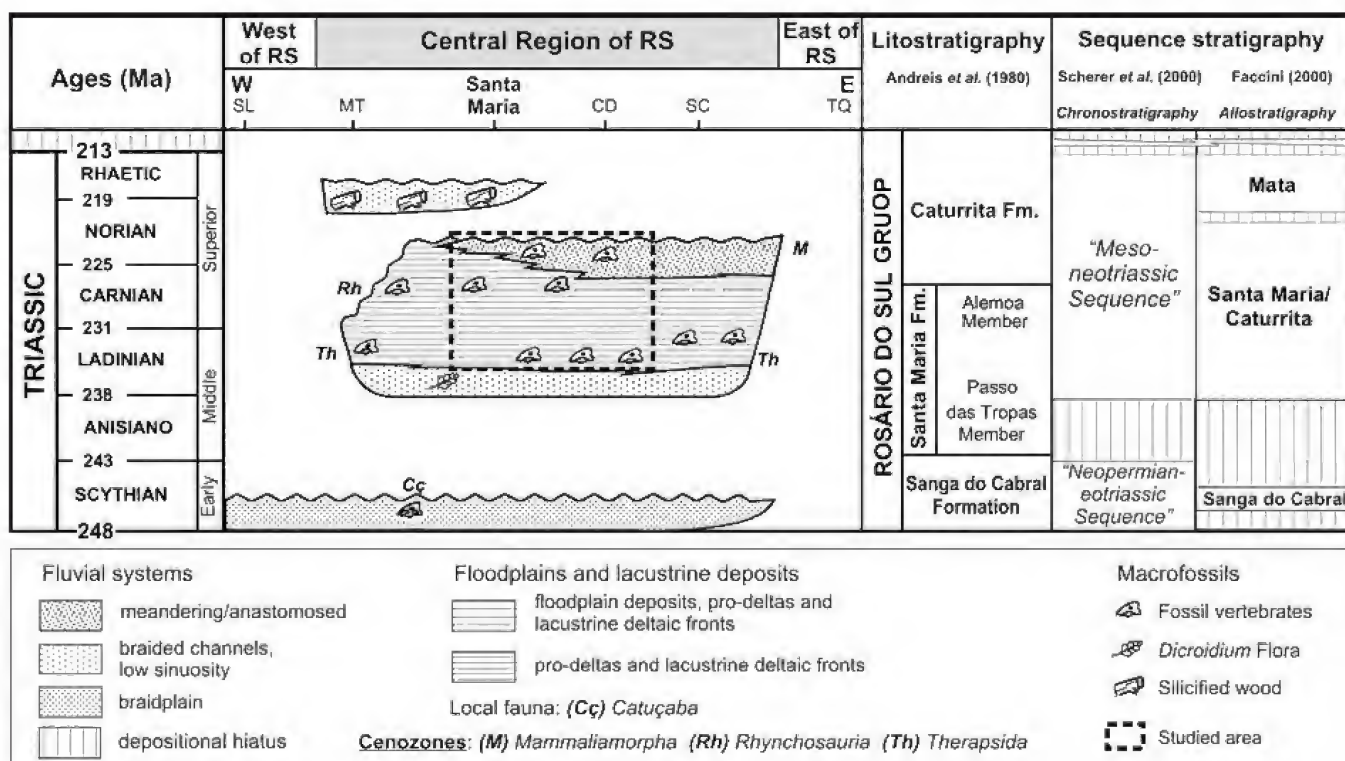 Ages (Ma)
West of RS
Central Region of RS
East of RS
W
E
SL
MT
Santa Maria
CD
SC
TQ
Litostratigraphy
Andreis et al. (1980)
Sequence stratigraphy
Scherer et al. (2000)
Faccini (2000)
Chronostratigraphy
Allostratigraphy
TRIASSIC
213
RHAETIC
219
NORIAN
225
CARNIAN
231
LADINIAN
238
ANISIANO
243
SCYTHIAN
248
Superior
Middle
Early
M
Rh
Th
Th
Cç
ROSÁRIO DO SUL GRUOP
Caturrita Fm.
Santa Maria Fm.
Alemoa
Member
Passo
das Tropas
Member
Sanga do Cabral
Formation
"Meso-
neotriassic
Sequence"
"Neopermian-
eotriassic
Sequence"
Mata
Santa Maria/
Caturrita
Sanga do Cabral
Fluvial systems
meandering/anastomosed
braided channels,
low sinuosity
braidplain
depositional hiatus
Floodplains and lacustrine deposits
floodplain deposits, pro-deltas and
lacustrine deltaic fronts
pro-deltas and lacustrine deltaic fronts
Local fauna: (Cç) Catuçaba
Cenozones: (M) Mammaliamorpha (Rh) Rhynchosauria (Th) Therapsida
Macrofossils
Fossil vertebrates
Dicroidium Flora
Silicified wood
Studied area